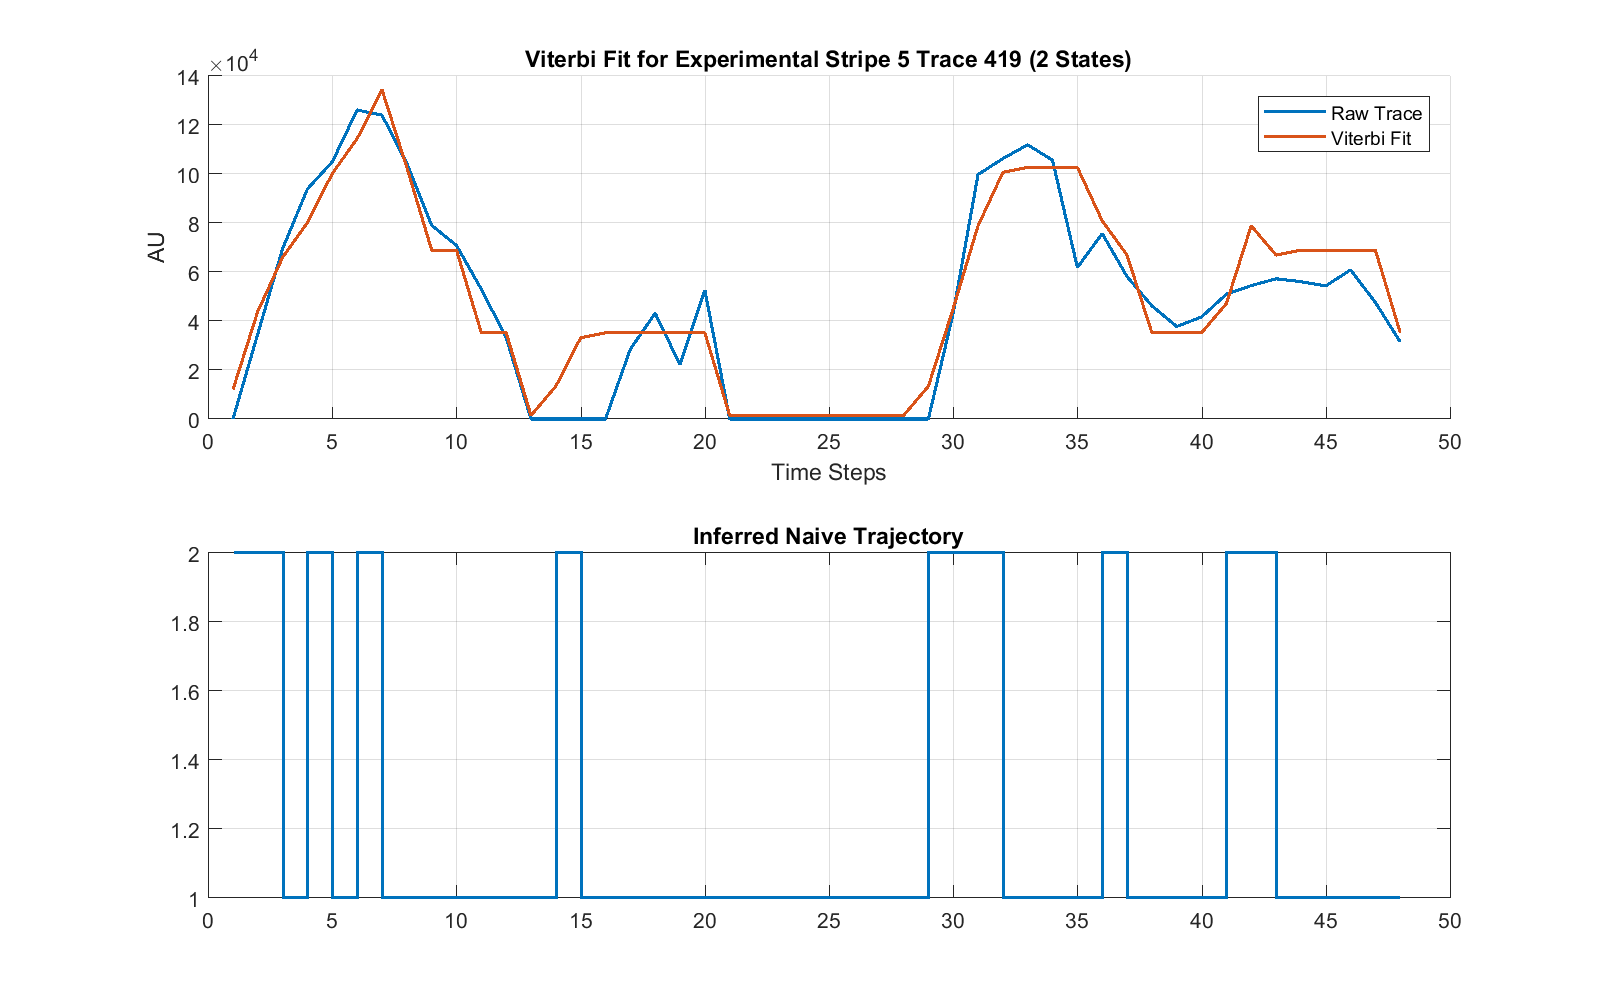 Viterbi Fit for Experimental Stripe 5 Trace 419 (2 States)
×10⁴
14
12
10
8
6
4
2
0
AU
Raw Trace
Viterbi Fit
0 5 10 15 20 25 30 35 40 45 50
Time Steps
Inferred Naive Trajectory
2
1.8
1.6
1.4
1.2
1
0 5 10 15 20 25 30 35 40 45 50